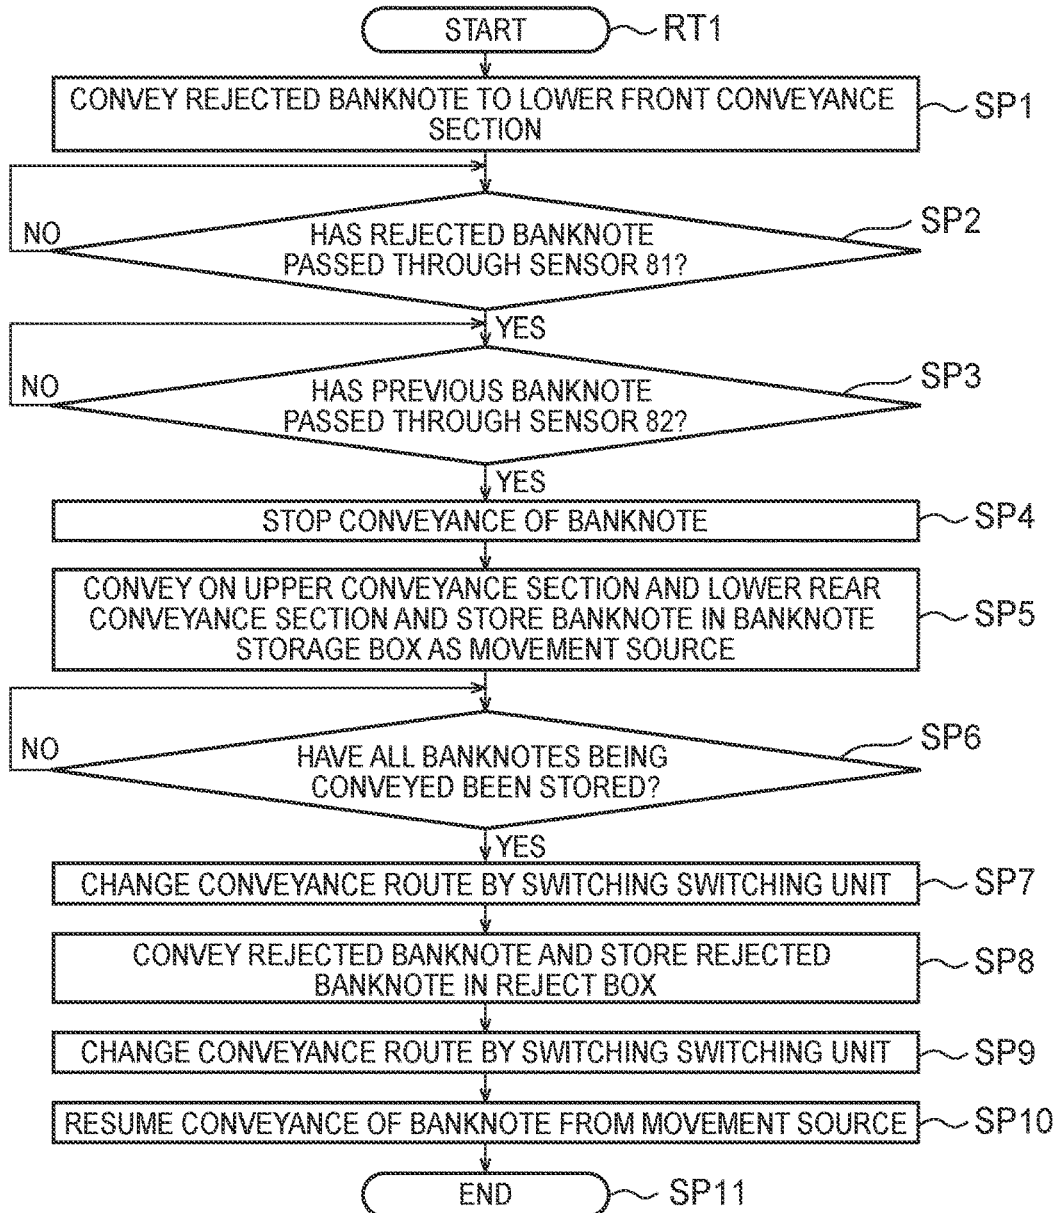 START
RT1
CONVEY REJECTED BANKNOTE TO LOWER FRONT CONVEYANCE
SECTION
SP1
HAS REJECTED BANKNOTE
PASSED THROUGH SENSOR 81?
SP2
NO
YES
HAS PREVIOUS BANKNOTE
PASSED THROUGH SENSOR 82?
SP3
NO
YES
STOP CONVEYANCE OF BANKNOTE
SP4
CONVEY ON UPPER CONVEYANCE SECTION AND LOWER REAR
CONVEYANCE SECTION AND STORE BANKNOTE IN BANKNOTE
STORAGE BOX AS MOVEMENT SOURCE
SP5
HAVE ALL BANKNOTES BEING
CONVEYED BEEN STORED?
SP6
NO
YES
CHANGE CONVEYANCE ROUTE BY SWITCHING SWITCHING UNIT
SP7
CONVEY REJECTED BANKNOTE AND STORE REJECTED
BANKNOTE IN REJECT BOX
SP8
CHANGE CONVEYANCE ROUTE BY SWITCHING SWITCHING UNIT
SP9
RESUME CONVEYANCE OF BANKNOTE FROM MOVEMENT SOURCE
SP10
END
SP11